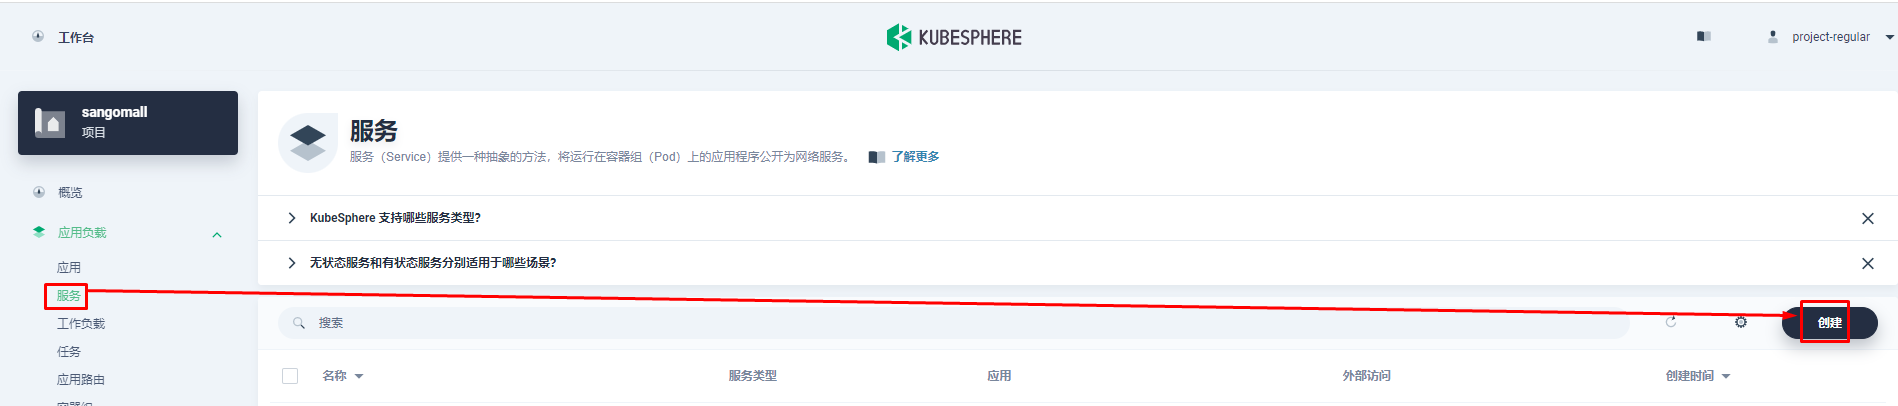 工作台
KUBESPHERE
project-regular
sangomall
项目
服务
服务（Service）提供一种抽象的方法，将运行在容器组（Pod）上的应用程序公开为网络服务。 了解更多
概览
KubeSphere 支持哪些服务类型?
应用负载
无状态服务和有状态服务分别适用于哪些场景?
应用
服务
工作负载
搜索
创建
任务
应用路由
名称 服务类型 应用 外部访问 创建时间